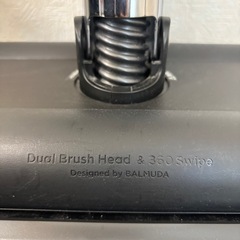 Dual Brush Head & 360 Swipe
Designed by BALMUDA